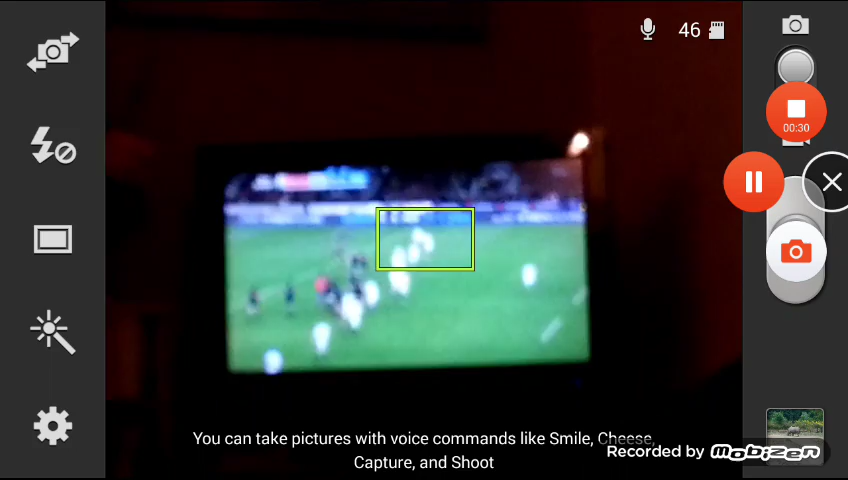 46
00:30
You can take pictures with voice commands like Smile, Cheese,
Capture, and Shoot
Recorded by Mobizen